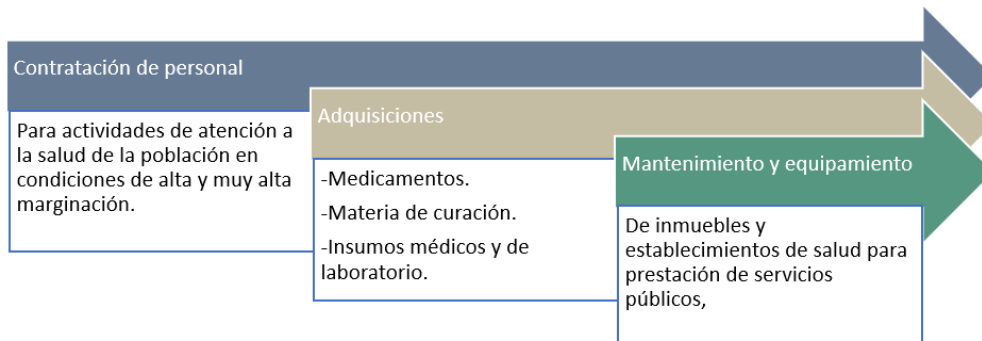 Contratación de personal
Para actividades de atención a
la salud de la población en
condiciones de alta y muy alta
marginación.
Adquisiciones
-Medicamentos.
-Materia de curación.
-Insumos médicos y de
laboratorio.
Mantenimiento y equipamiento
De inmuebles y
establecimientos de salud para
prestación de servicios
públicos,